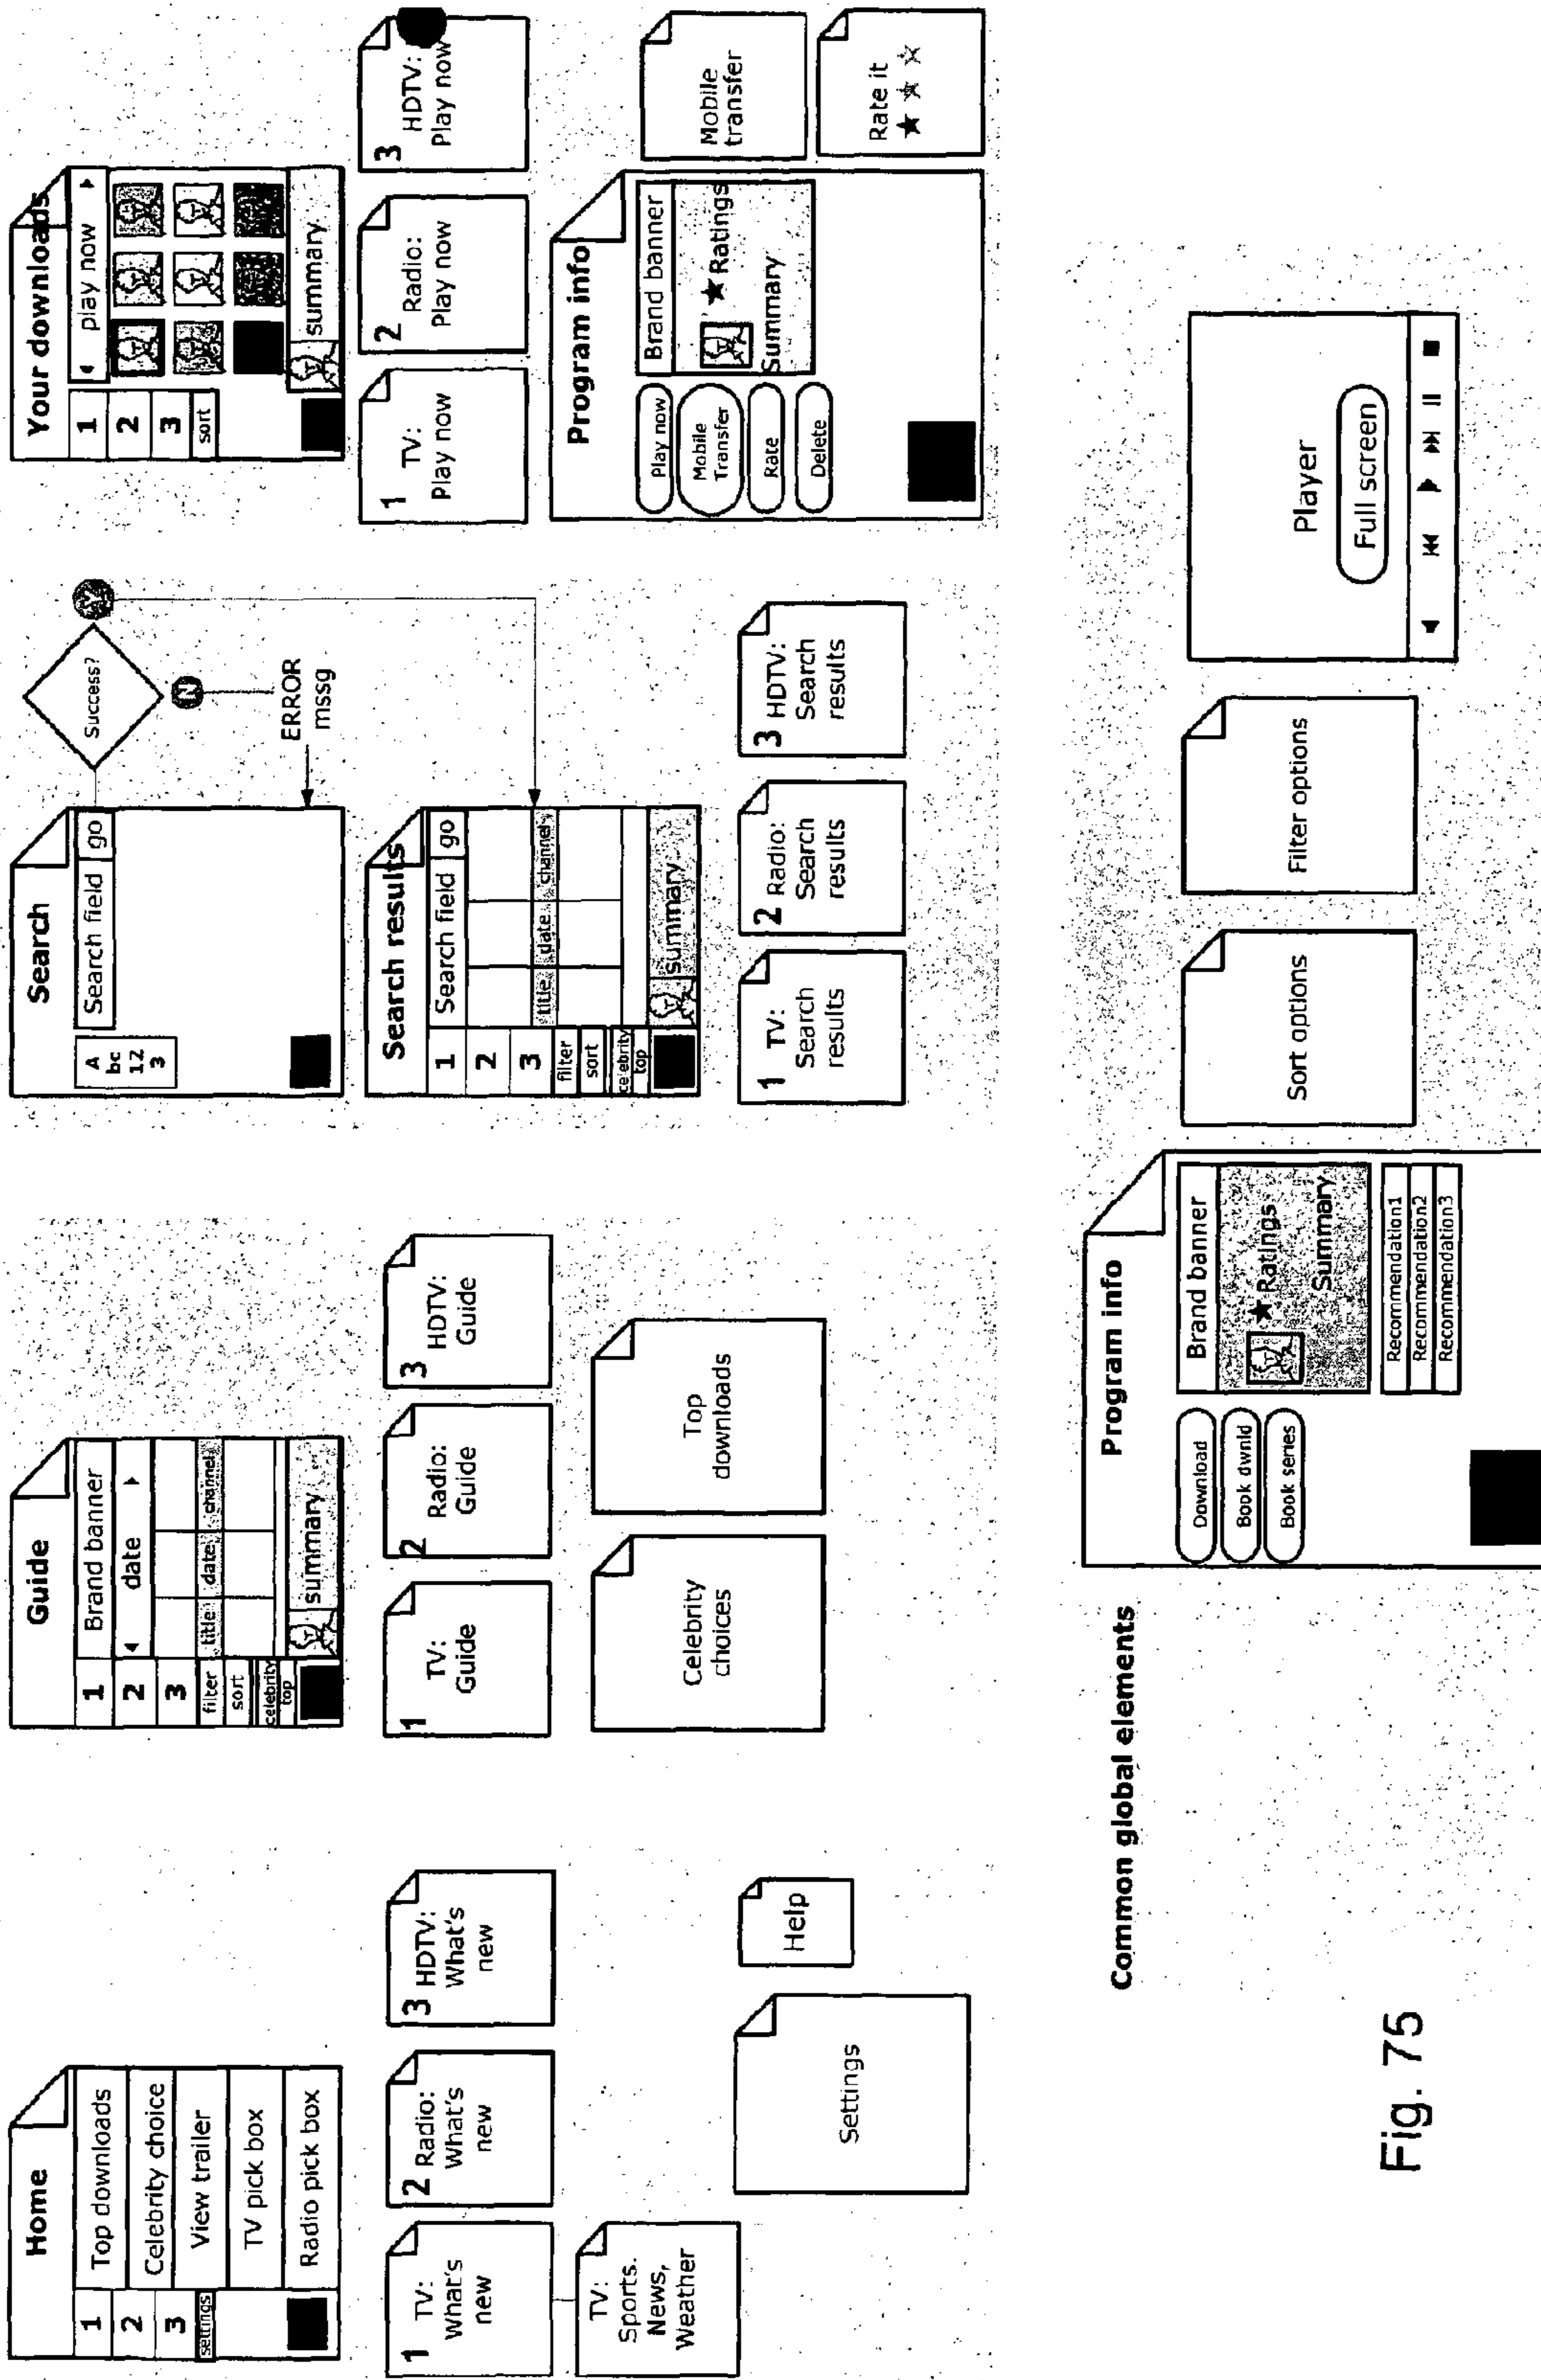 Home
1
2
3
settings
Top downloads
Celebrity choice
View trailer
TV pick box
Radio pick box
1 TV:
What's
new
2 Radio:
What's
new
3 HDTV:
What's
new
TV:
Sports.
News,
Weather
Settings
Help
Guide
1
2
3
filter
sort
celebrity
top
Brand banner
date
title date channel
summary
1 TV:
Guide
2 Radio:
Guide
3 HDTV:
Guide
Celebrity
choices
Top
downloads
Search
A
bc
12
3
Search field go
Success?
N
ERROR
mssg
Search results
1
2
3
filter
sort
celebrity
top
Search field go
title date channel
summary
1 TV:
Search
results
2 Radio:
Search
results
3 HDTV:
Search
results
Your downloads
1
2
3
sort
play now
summary
1 TV:
Play now
2 Radio:
Play now
3 HDTV:
Play now
Program info
Play now
Mobile
Transfer
Rate
Delete
Brand banner
Ratings
Summary
Mobile
transfer
Rate it
Common global elements
Program info
Download
Book dwnld
Book series
Brand banner
Ratings
Summary
Recommendation1
Recommendation2
Recommendation3
Sort options
Filter options
Player
Full screen
Fig. 75